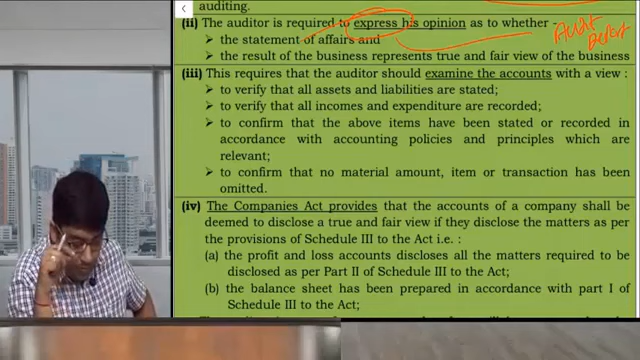 auditing.
(ii) The auditor is required to express his opinion as to whether -
Audit
Report
➢ the statement of affairs and
➢ the result of the business represents true and fair view of the business
(iii) This requires that the auditor should examine the accounts with a view :
➢ to verify that all assets and liabilities are stated;
➢ to verify that all incomes and expenditure are recorded;
➢ to confirm that the above items have been stated or recorded in
accordance with accounting policies and principles which are
relevant;
➢ to confirm that no material amount, item or transaction has been
omitted.
(iv) The Companies Act provides that the accounts of a company shall be
deemed to disclose a true and fair view if they disclose the matters as per
the provisions of Schedule III to the Act i.e. :
(a) the profit and loss accounts discloses all the matters required to be
disclosed as per Part II of Schedule III to the Act;
(b) the balance sheet has been prepared in accordance with part I of
Schedule III to the Act;